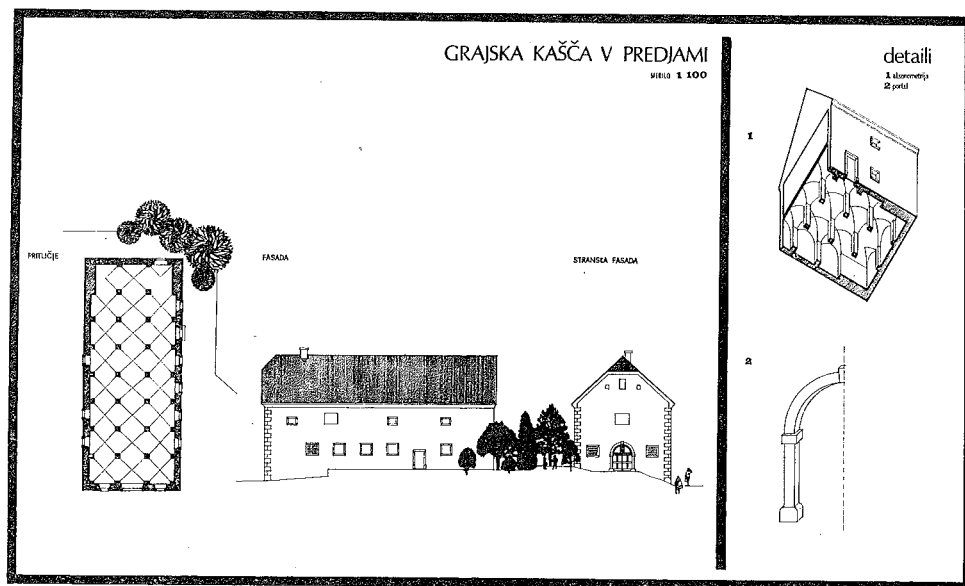 GRAJSKA KAŠČA V PREDJAMI
MERILO 1 100
detaili
1 aksonometrija
2 portal
1
PRITLIČJE
FASADA
STRANSKA FASADA
2